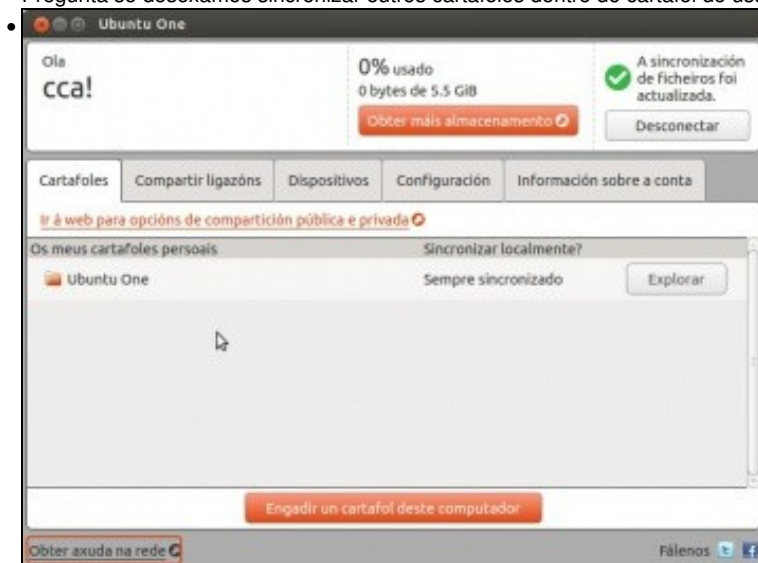 Pregunta se desexamos sincronizar outros cartafoles dentro do cartafol de
Ubuntu One
Ola
cca!
0% usado
0 bytes de 5.5 GiB
Obter máis almacenamento
A sincronización
de ficheiros foi
actualizada.
Desconectar
Cartafoles
Compartir ligazóns
Dispositivos
Configuración
Información sobre a conta
Ir á web para opcións de compartición pública e privada
Os meus cartafoles persoais
Sincronizar localmente?
Ubuntu One
Sempre sincronizado
Explorar
Engadir un cartafol deste computador
Obter axuda na rede
Fálenos